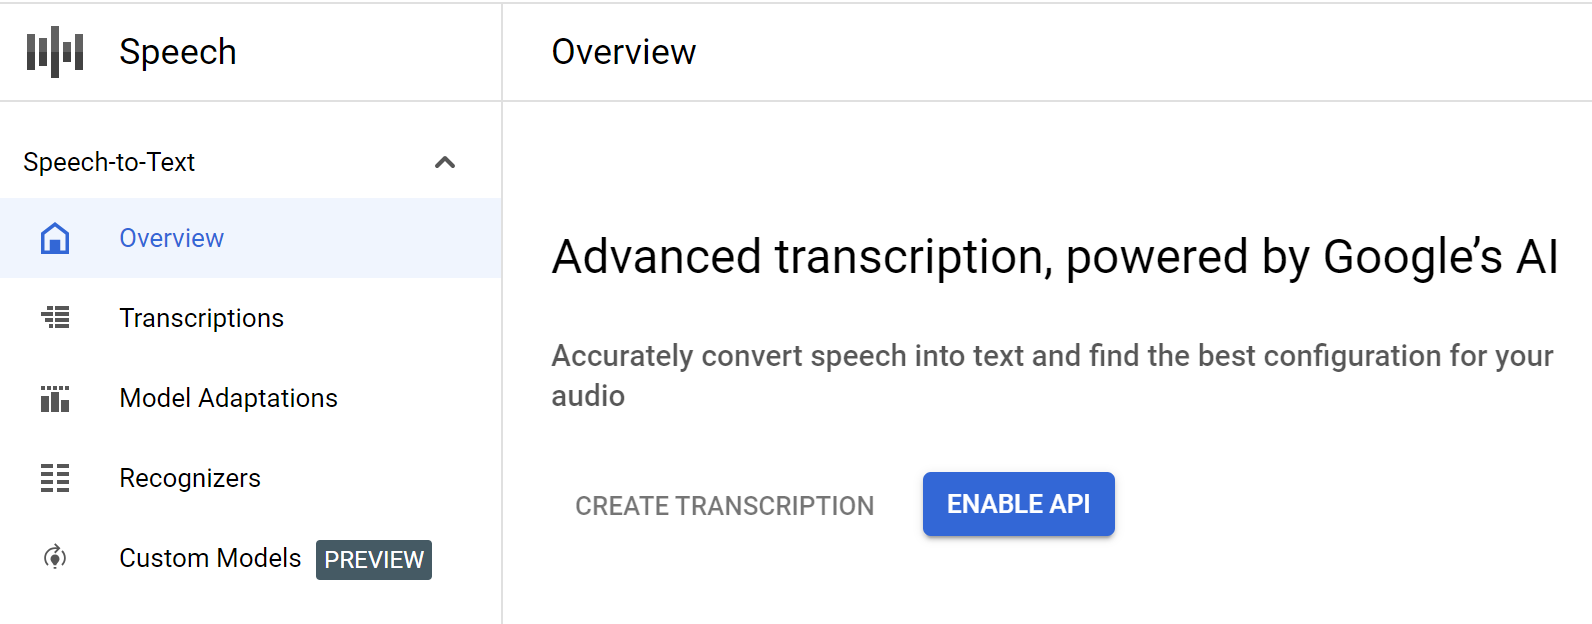 Speech
Overview
Speech-to-Text
Overview
Transcriptions
Model Adaptations
Recognizers
Custom Models PREVIEW
Advanced transcription, powered by Google’s AI
Accurately convert speech into text and find the best configuration for your
audio
CREATE TRANSCRIPTION ENABLE API